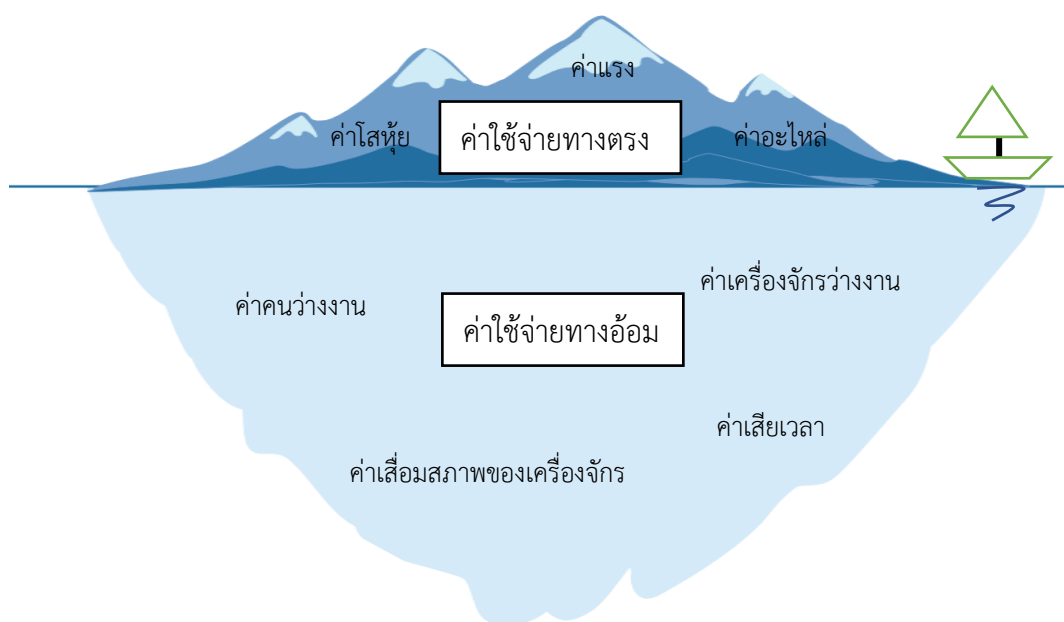 ค่าแรง
ค่าโสหุ้ย
ค่าใช้จ่ายทางตรง
ค่าอะไหล่
ค่าคนว่างงาน
ค่าเครื่องจักรว่างงาน
ค่าใช้จ่ายทางอ้อม
ค่าเสียเวลา
ค่าเสื่อมสภาพของเครื่องจักร